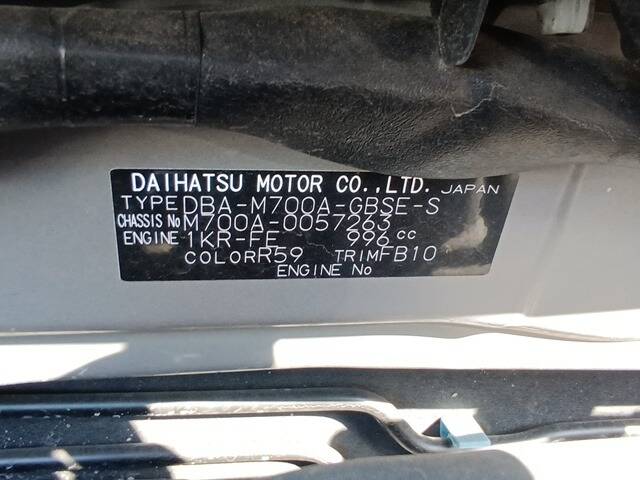 DAIHATSU MOTOR CO.,LTD. JAPAN
TYPE DBA-M700A-GBSE-S
CHASSIS No M700A-0057263
ENGINE 1KR-FE 996 cc
COLOR R59 TRIM FB10
ENGINE No